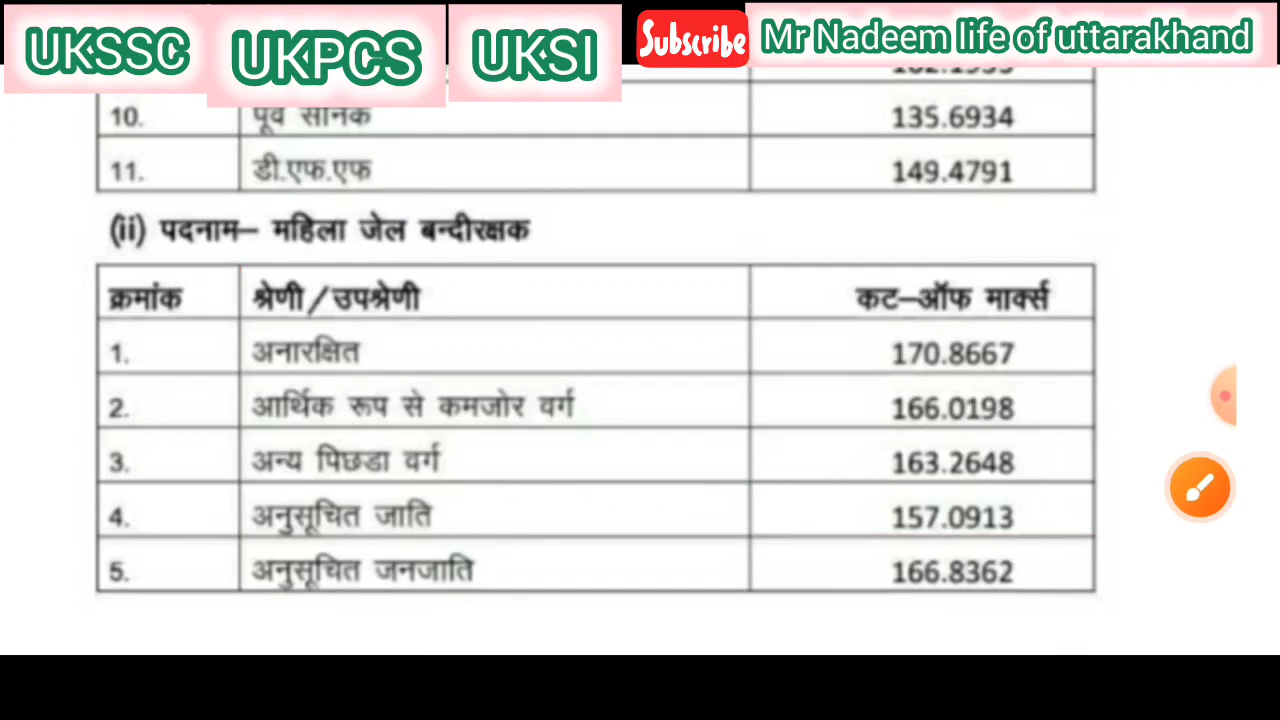 UKSSC UKPCS UKSI Subscribe Mr Nadeem life of uttarakhand
10. पूर्व सैनिक 135.6934
11. डी.एफ.एफ 149.4791
(ii) पदनाम– महिला जेल बन्दीरक्षक
क्रमांक श्रेणी/उपश्रेणी कट–ऑफ मार्क्स
1. अनारक्षित 170.8667
2. आर्थिक रूप से कमजोर वर्ग 166.0198
3. अन्य पिछडा वर्ग 163.2648
4. अनुसूचित जाति 157.0913
5. अनुसूचित जनजाति 166.8362